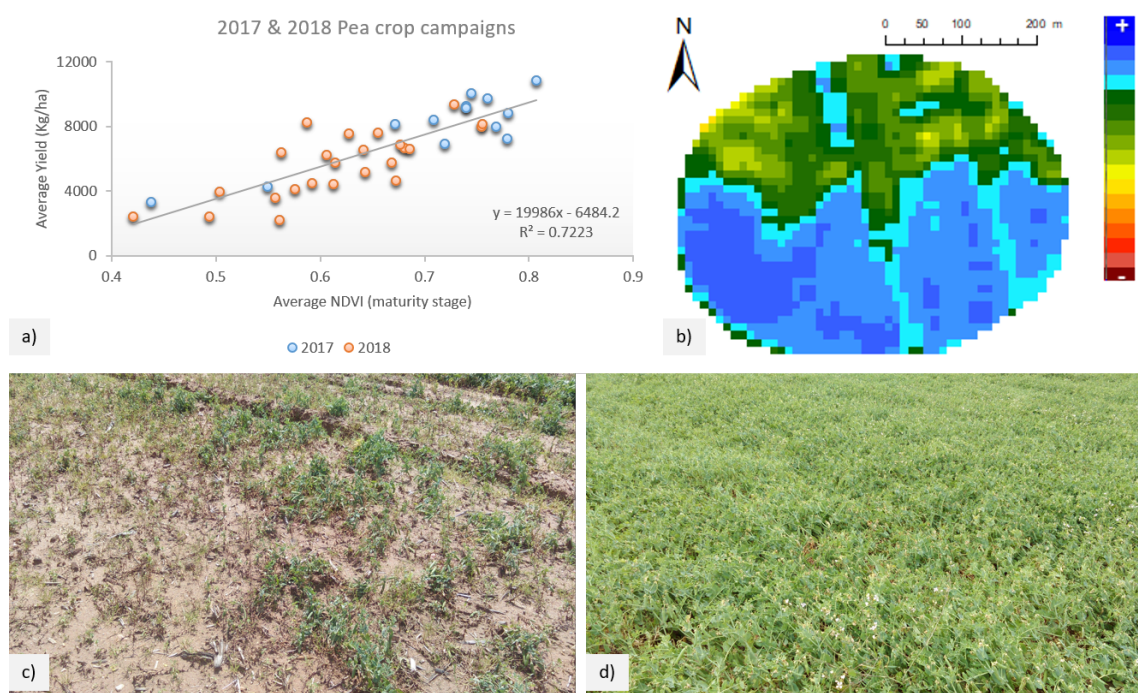 2017 & 2018 Pea crop campaigns
12000
8000
4000
0
Average Yield (Kg/ha)
y = 19986x - 6484.2
R² = 0.7223
0.4 0.5 0.6 0.7 0.8 0.9
Average NDVI (maturity stage)
2017 2018
a)
N
0 50 100 200 m
+
-
b)
c)
d)